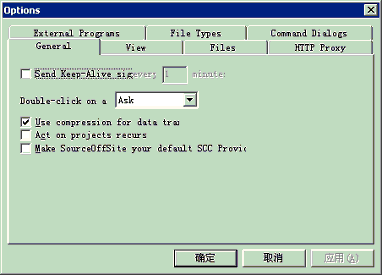 Options
External Programs File Types Command Dialogs
General View Files HTTP Proxy
Send Keep-Alive sig ever: 1 minute:
Double-click on a Ask
Use compression for data tra
Act on projects recurs
Make SourceOffSite your default SCC Provi
确定 取消 应用(A)